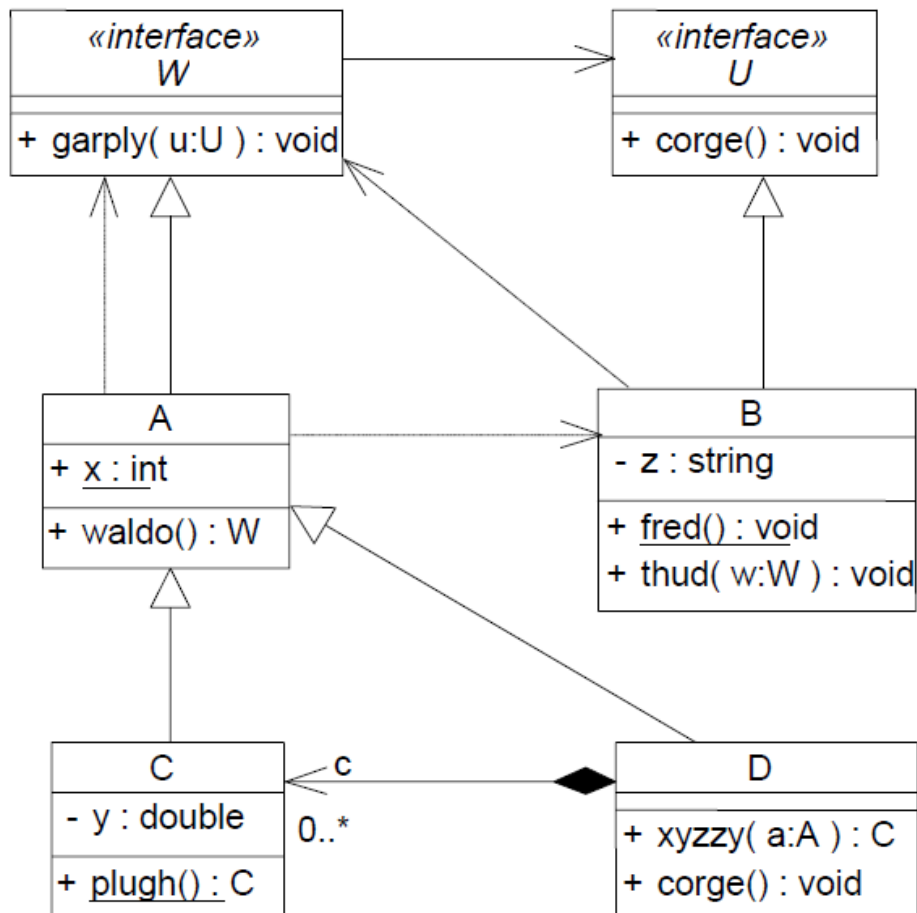 «interface»
W
+ garply( u:U ) : void
«interface»
U
+ corge() : void
A
+ x : int
+ waldo() : W
B
- z : string
+ fred() : void
+ thud( w:W ) : void
C
- y : double
+ plugh() : C
c
0..*
D
+ xyzzy( a:A ) : C
+ corge() : void